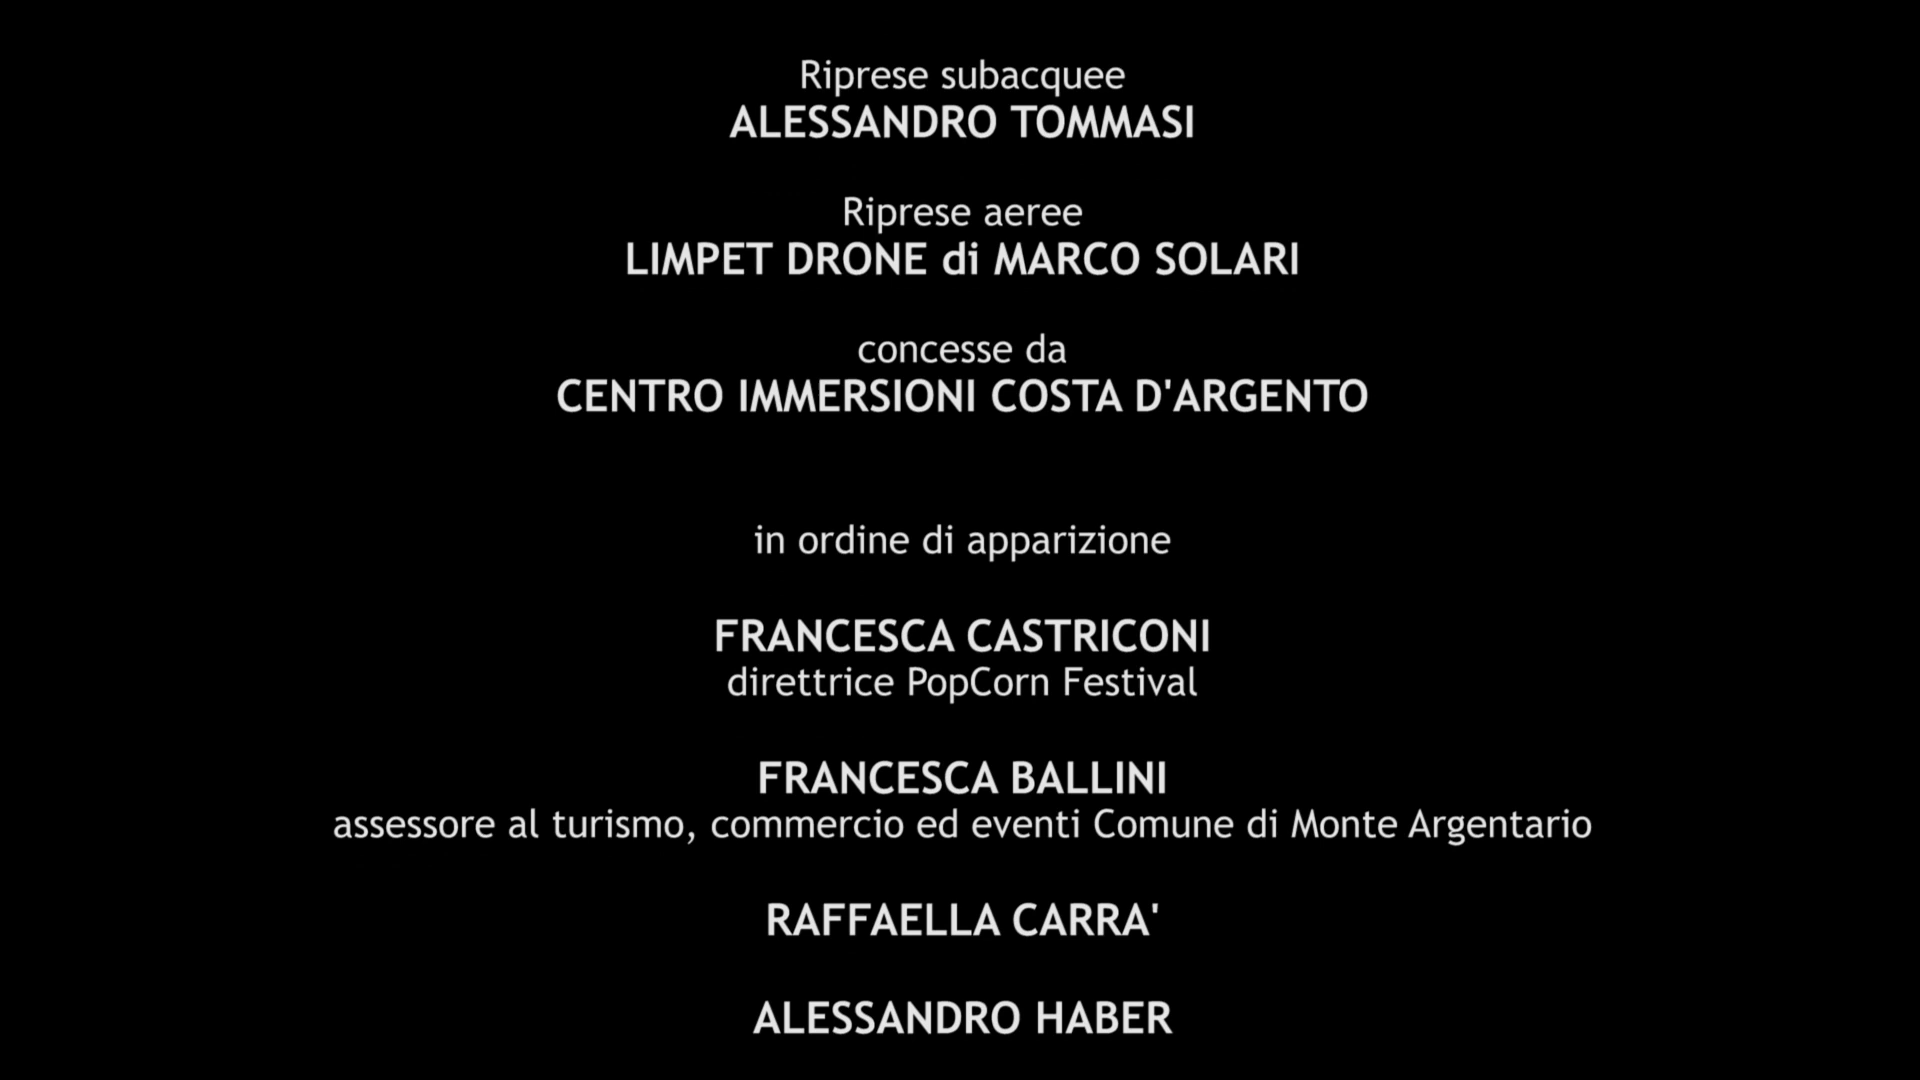 Riprese subacquee
ALESSANDRO TOMMASI
Riprese aeree
LIMPET DRONE di MARCO SOLARI
concesse da
CENTRO IMMERSIONI COSTA D'ARGENTO
in ordine di apparizione
FRANCESCA CASTRICONI
direttrice PopCorn Festival
FRANCESCA BALLINI
assessore al turismo, commercio ed eventi Comune di Monte Argentario
RAFFAELLA CARRA'
ALESSANDRO HABER